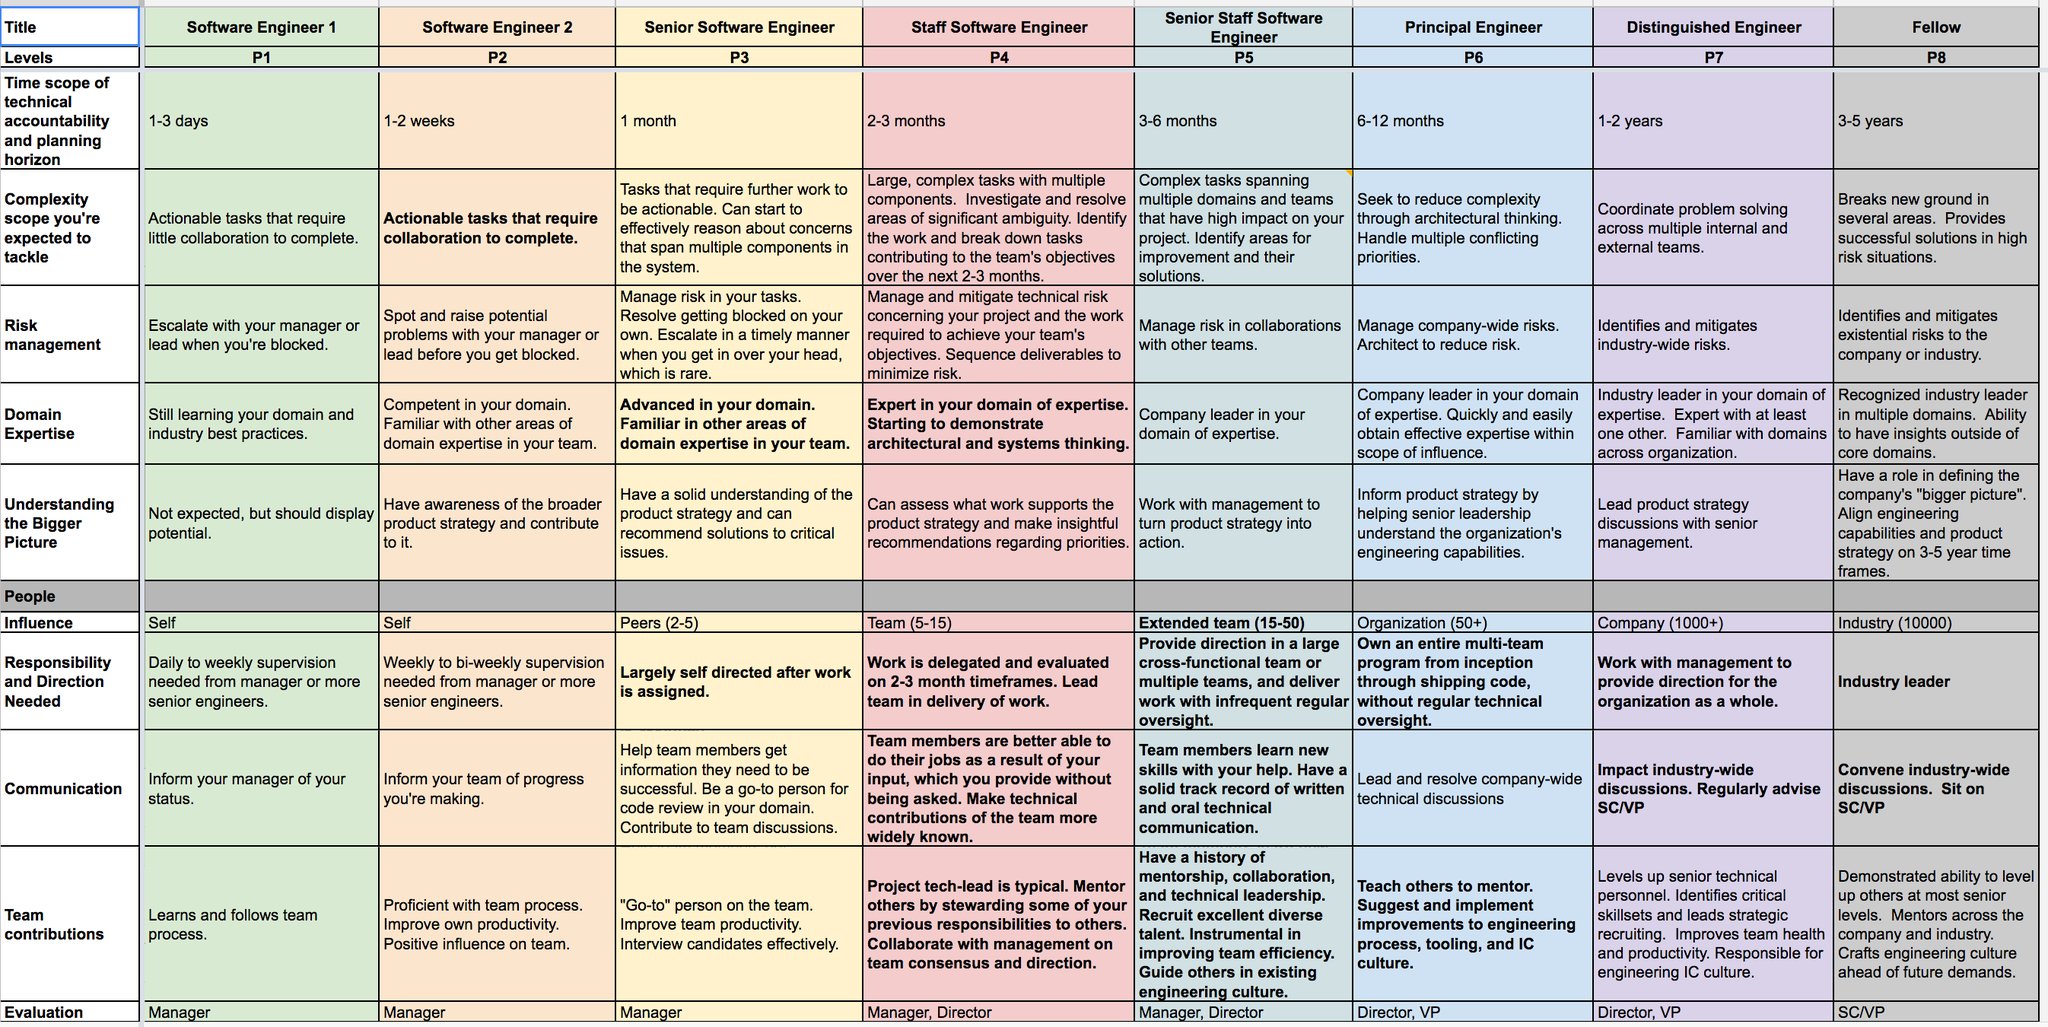 Title
Software Engineer 1
Software Engineer 2
Senior Software Engineer
Staff Software Engineer
Senior Staff Software
Engineer
Principal Engineer
Distinguished Engineer
Fellow
Levels
P1
P2
P3
P4
P5
P6
P7
P8
Time scope of
technical
accountability
and planning
horizon
1-3 days
1-2 weeks
1 month
2-3 months
3-6 months
6-12 months
1-2 years
3-5 years
Complexity
scope you're
expected to
tackle
Actionable tasks that require
little collaboration to complete.
Actionable tasks that require
collaboration to complete.
Tasks that require further work to
be actionable. Can start to
effectively reason about concerns
that span multiple components in
the system.
Large, complex tasks with multiple
components.  Investigate and resolve
areas of significant ambiguity. Identify
the work and break down tasks
contributing to the team's objectives
over the next 2-3 months.
Complex tasks spanning
multiple domains and teams
that have high impact on your
project. Identify areas for
improvement and their
solutions.
Seek to reduce complexity
through architectural thinking.
Handle multiple conflicting
priorities.
Coordinate problem solving
across multiple internal and
external teams.
Breaks new ground in
several areas.  Provides
successful solutions in high
risk situations.
Risk
management
Escalate with your manager or
lead when you're blocked.
Spot and raise potential
problems with your manager or
lead before you get blocked.
Manage risk in your tasks.
Resolve getting blocked on your
own. Escalate in a timely manner
when you get in over your head,
which is rare.
Manage and mitigate technical risk
concerning your project and the work
required to achieve your team's
objectives. Sequence deliverables to
minimize risk.
Manage risk in collaborations
with other teams.
Manage company-wide risks.
Architect to reduce risk.
Identifies and mitigates
industry-wide risks.
Identifies and mitigates
existential risks to the
company or industry.
Domain
Expertise
Still learning your domain and
industry best practices.
Competent in your domain.
Familiar with other areas of
domain expertise in your team.
Advanced in your domain.
Familiar in other areas of
domain expertise in your team.
Expert in your domain of expertise.
Starting to demonstrate
architectural and systems thinking.
Company leader in your
domain of expertise.
Company leader in your domain
of expertise. Quickly and easily
obtain effective expertise within
scope of influence.
Industry leader in your domain of
expertise.  Expert with at least
one other.  Familiar with domains
across organization.
Recognized industry leader
in multiple domains.  Ability
to have insights outside of
core domains.
Understanding
the Bigger
Picture
Not expected, but should display
potential.
Have awareness of the broader
product strategy and contribute
to it.
Have a solid understanding of the
product strategy and can
recommend solutions to critical
issues.
Can assess what work supports the
product strategy and make insightful
recommendations regarding priorities.
Work with management to
turn product strategy into
action.
Inform product strategy by
helping senior leadership
understand the organization's
engineering capabilities.
Lead product strategy
discussions with senior
management.
Have a role in defining the
company's "bigger picture".
Align engineering
capabilities and product
strategy on 3-5 year time
frames.
People
Influence
Self
Self
Peers (2-5)
Team (5-15)
Extended team (15-50)
Organization (50+)
Company (1000+)
Industry (10000)
Responsibility
and Direction
Needed
Daily to weekly supervision
needed from manager or more
senior engineers.
Weekly to bi-weekly supervision
needed from manager or more
senior engineers.
Largely self directed after work
is assigned.
Work is delegated and evaluated
on 2-3 month timeframes. Lead
team in delivery of work.
Provide direction in a large
cross-functional team or
multiple teams, and deliver
work with infrequent regular
oversight.
Own an entire multi-team
program from inception
through shipping code,
without regular technical
oversight.
Work with management to
provide direction for the
organization as a whole.
Industry leader
Communication
Inform your manager of your
status.
Inform your team of progress
you're making.
Help team members get
information they need to be
successful. Be a go-to person for
code review in your domain.
Contribute to team discussions.
Team members are better able to
do their jobs as a result of your
input, which you provide without
being asked. Make technical
contributions of the team more
widely known.
Team members learn new
skills with your help. Have a
solid track record of written
and oral technical
communication.
Lead and resolve company-wide
technical discussions
Impact industry-wide
discussions. Regularly advise
SC/VP
Convene industry-wide
discussions.  Sit on
SC/VP
Team
contributions
Learns and follows team
process.
Proficient with team process.
Improve own productivity.
Positive influence on team.
"Go-to" person on the team.
Improve team productivity.
Interview candidates effectively.
Project tech-lead is typical. Mentor
others by stewarding some of your
previous responsibilities to others.
Collaborate with management on
team consensus and direction.
Have a history of
mentorship, collaboration,
and technical leadership.
Recruit excellent diverse
talent. Instrumental in
improving team efficiency.
Guide others in existing
engineering culture.
Teach others to mentor.
Suggest and implement
improvements to engineering
process, tooling, and IC
culture.
Levels up senior technical
personnel. Identifies critical
skillsets and leads strategic
recruiting.  Improves team health
and productivity. Responsible for
engineering IC culture.
Demonstrated ability to level
up others at most senior
levels.  Mentors across the
company and industry.
Crafts engineering culture
ahead of future demands.
Evaluation
Manager
Manager
Manager
Manager, Director
Manager, Director
Director, VP
Director, VP
SC/VP